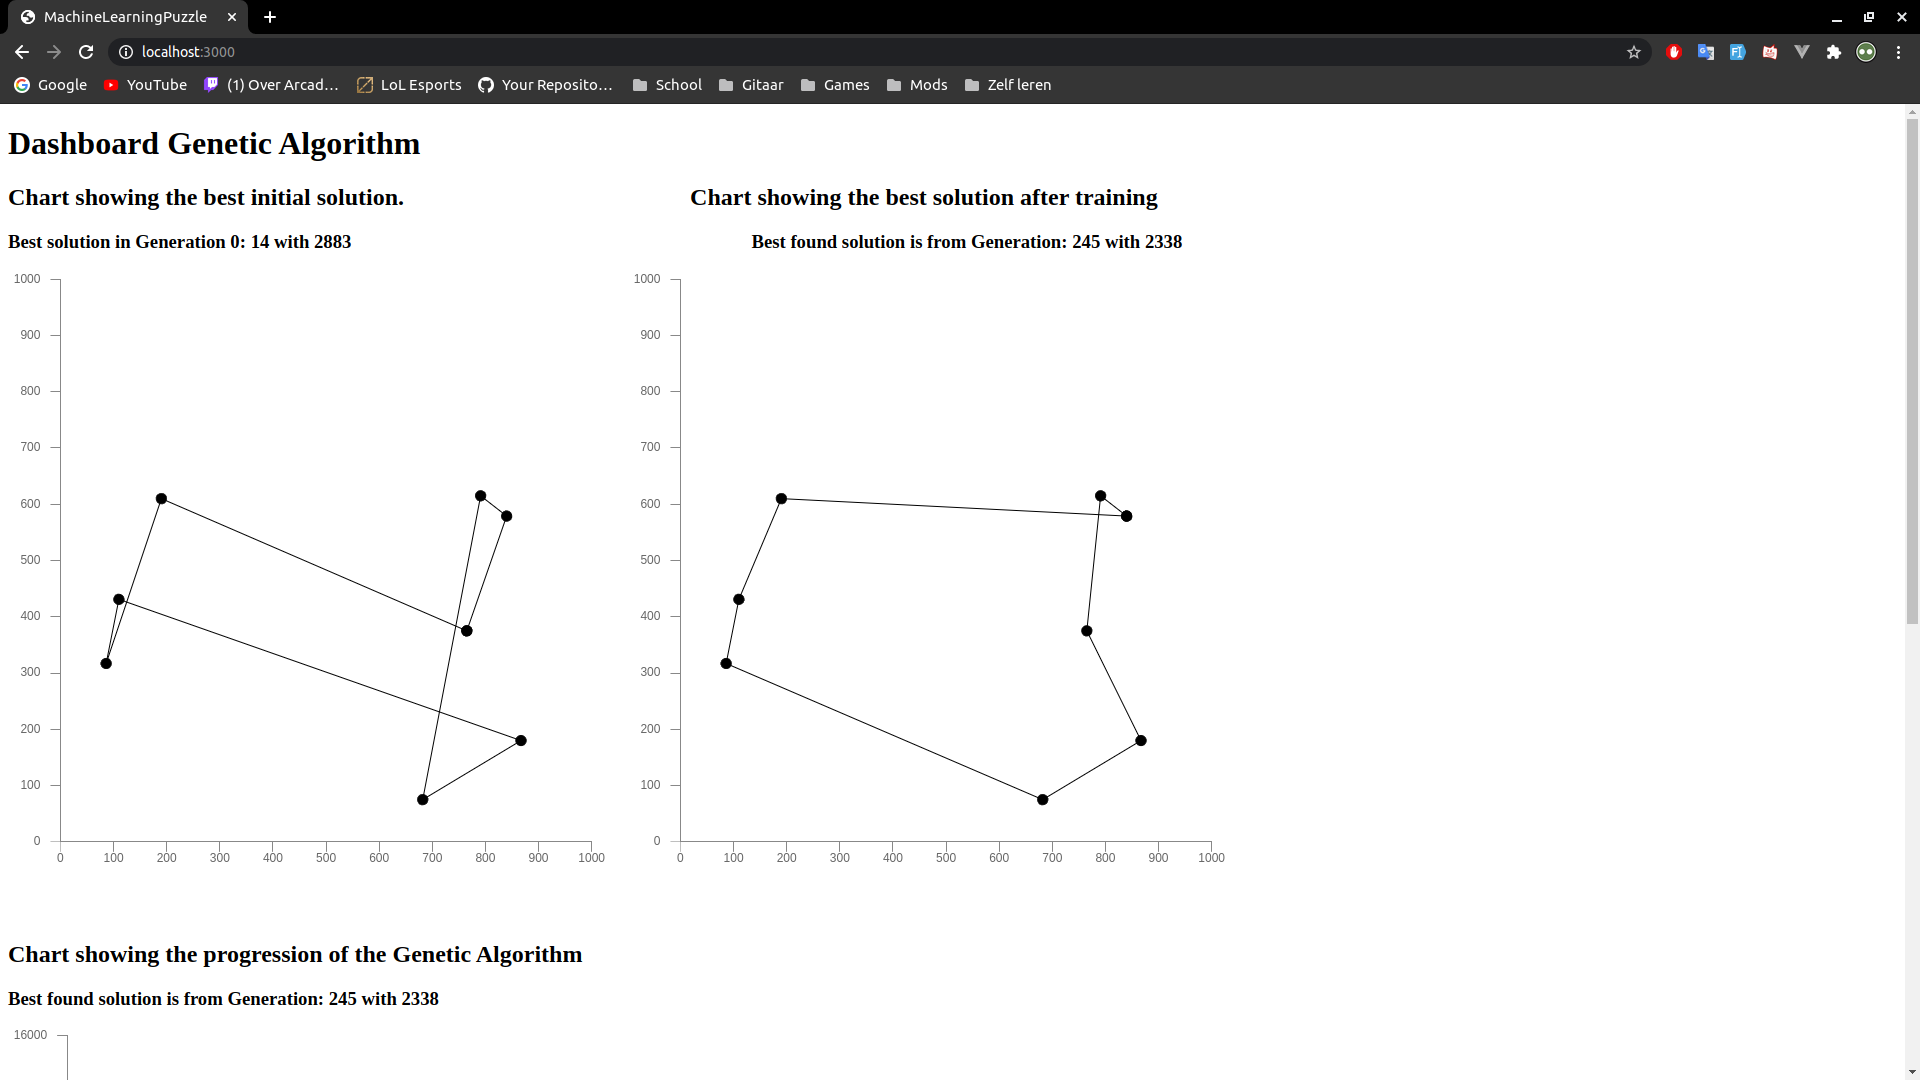 MachineLearningPuzzle
localhost:3000
Google YouTube (1) Over Arcad... LoL Esports Your Reposito... School Gitaar Games Mods Zelf leren
Dashboard Genetic Algorithm
Chart showing the best initial solution.
Best solution in Generation 0: 14 with 2883
1000
900
800
700
600
500
400
300
200
100
0
0 100 200 300 400 500 600 700 800 900 1000
Chart showing the best solution after training
Best found solution is from Generation: 245 with 2338
1000
900
800
700
600
500
400
300
200
100
0
0 100 200 300 400 500 600 700 800 900 1000
Chart showing the progression of the Genetic Algorithm
Best found solution is from Generation: 245 with 2338
16000